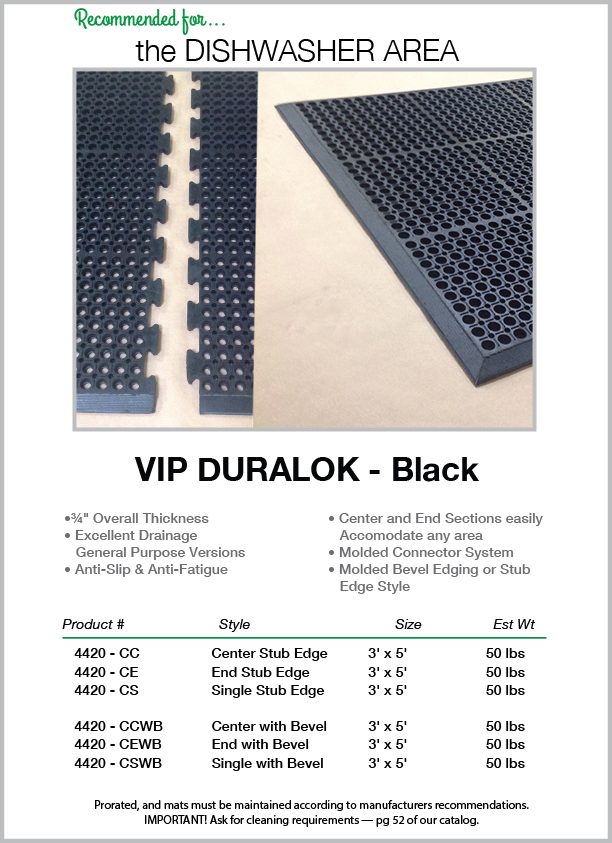 Recommended for...
the DISHWASHER AREA
VIP DURALOK - Black
•¾" Overall Thickness
• Excellent Drainage
General Purpose Versions
• Anti-Slip & Anti-Fatigue
• Center and End Sections easily
Accomodate any area
• Molded Connector System
• Molded Bevel Edging or Stub
Edge Style
Product # Style Size Est Wt
4420 - CC Center Stub Edge 3' x 5' 50 lbs
4420 - CE End Stub Edge 3' x 5' 50 lbs
4420 - CS Single Stub Edge 3' x 5' 50 lbs
4420 - CCWB Center with Bevel 3' x 5' 50 lbs
4420 - CEWB End with Bevel 3' x 5' 50 lbs
4420 - CSWB Single with Bevel 3' x 5' 50 lbs
Prorated, and mats must be maintained according to manufacturers recommendations.
IMPORTANT! Ask for cleaning requirements — pg 52 of our catalog.